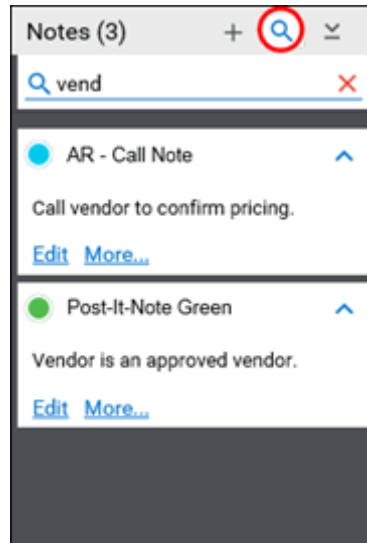 Notes (3)
vend
AR - Call Note
Call vendor to confirm pricing.
Edit More...
Post-It-Note Green
Vendor is an approved vendor.
Edit More...